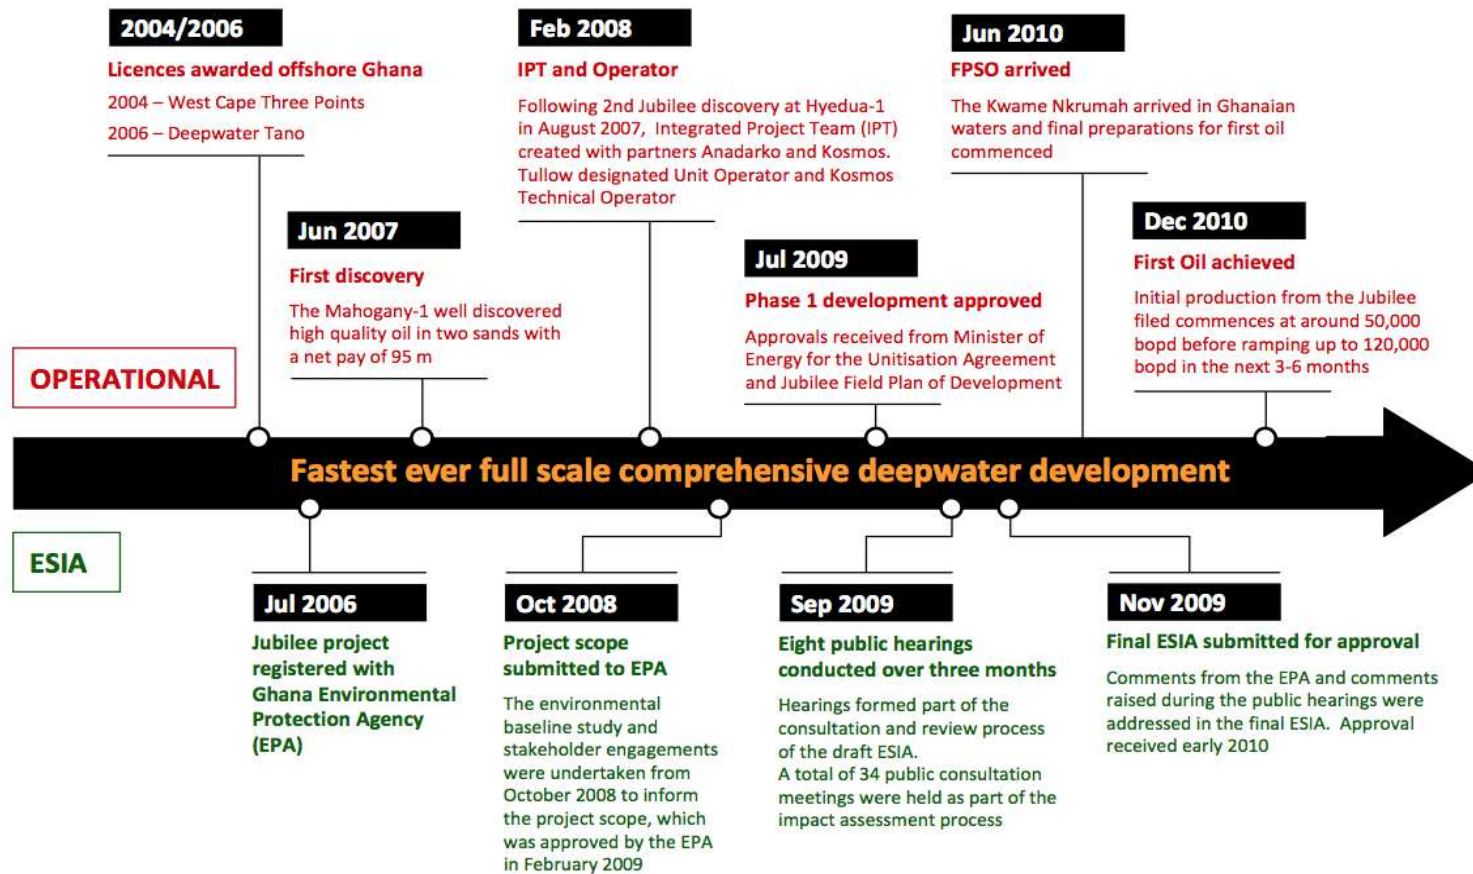 2004/2006
Licences awarded offshore Ghana
2004 – West Cape Three Points
2006 – Deepwater Tano
Feb 2008
IPT and Operator
Following 2nd Jubilee discovery at Hyedua-1
in August 2007, Integrated Project Team (IPT)
created with partners Anadarko and Kosmos.
Tullow designated Unit Operator and Kosmos
Technical Operator
Jun 2010
FPSO arrived
The Kwame Nkrumah arrived in Ghanaian
waters and final preparations for first oil
commenced
Jun 2007
First discovery
The Mahogany-1 well discovered
high quality oil in two sands with
a net pay of 95 m
Jul 2009
Phase 1 development approved
Approvals received from Minister of
Energy for the Unitisation Agreement
and Jubilee Field Plan of Development
Dec 2010
First Oil achieved
Initial production from the Jubilee
filed commences at around 50,000
bopd before ramping up to 120,000
bopd in the next 3-6 months
OPERATIONAL
Fastest ever full scale comprehensive deepwater development
ESIA
Jul 2006
Jubilee project
registered with
Ghana Environmental
Protection Agency
(EPA)
Oct 2008
Project scope
submitted to EPA
The environmental
baseline study and
stakeholder engagements
were undertaken from
October 2008 to inform
the project scope, which
was approved by the EPA
in February 2009
Sep 2009
Eight public hearings
conducted over three months
Hearings formed part of the
consultation and review process
of the draft ESIA.
A total of 34 public consultation
meetings were held as part of the
impact assessment process
Nov 2009
Final ESIA submitted for approval
Comments from the EPA and comments
raised during the public hearings were
addressed in the final ESIA. Approval
received early 2010